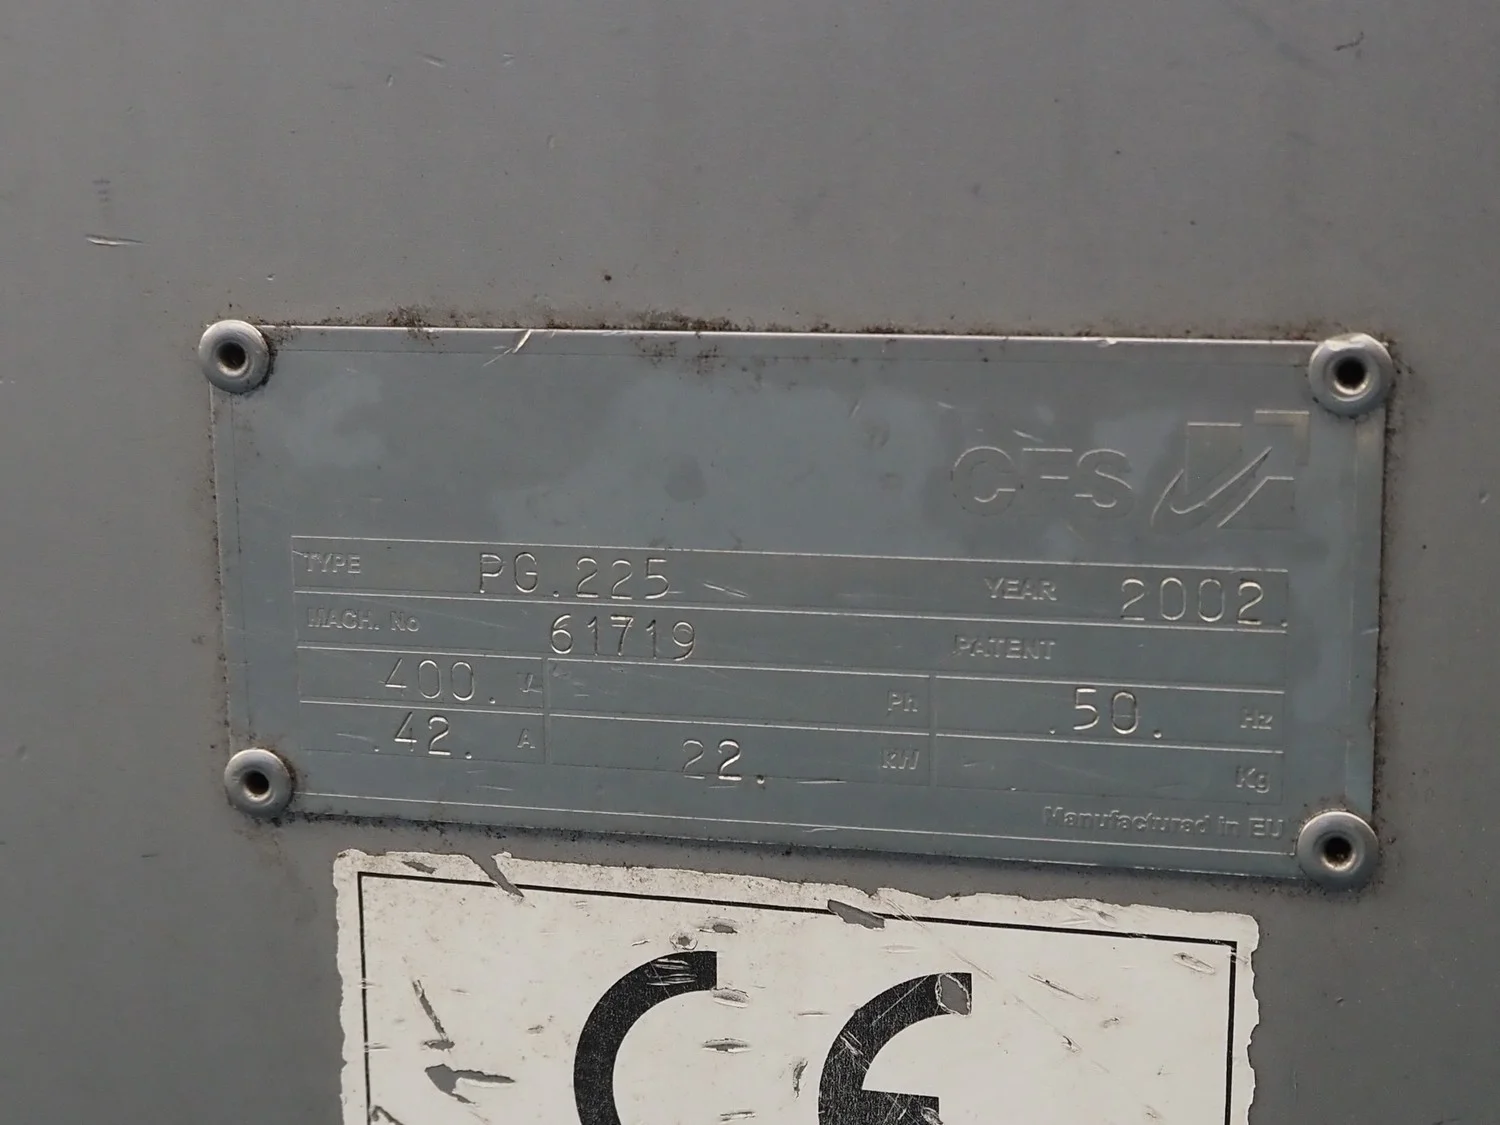 CFS
TYPE PG.225 YEAR 2002.
MACH. No 61719 PATENT
400. V Ph .50. Hz
.42. A 22. kW Kg
Manufactured in EU
CE